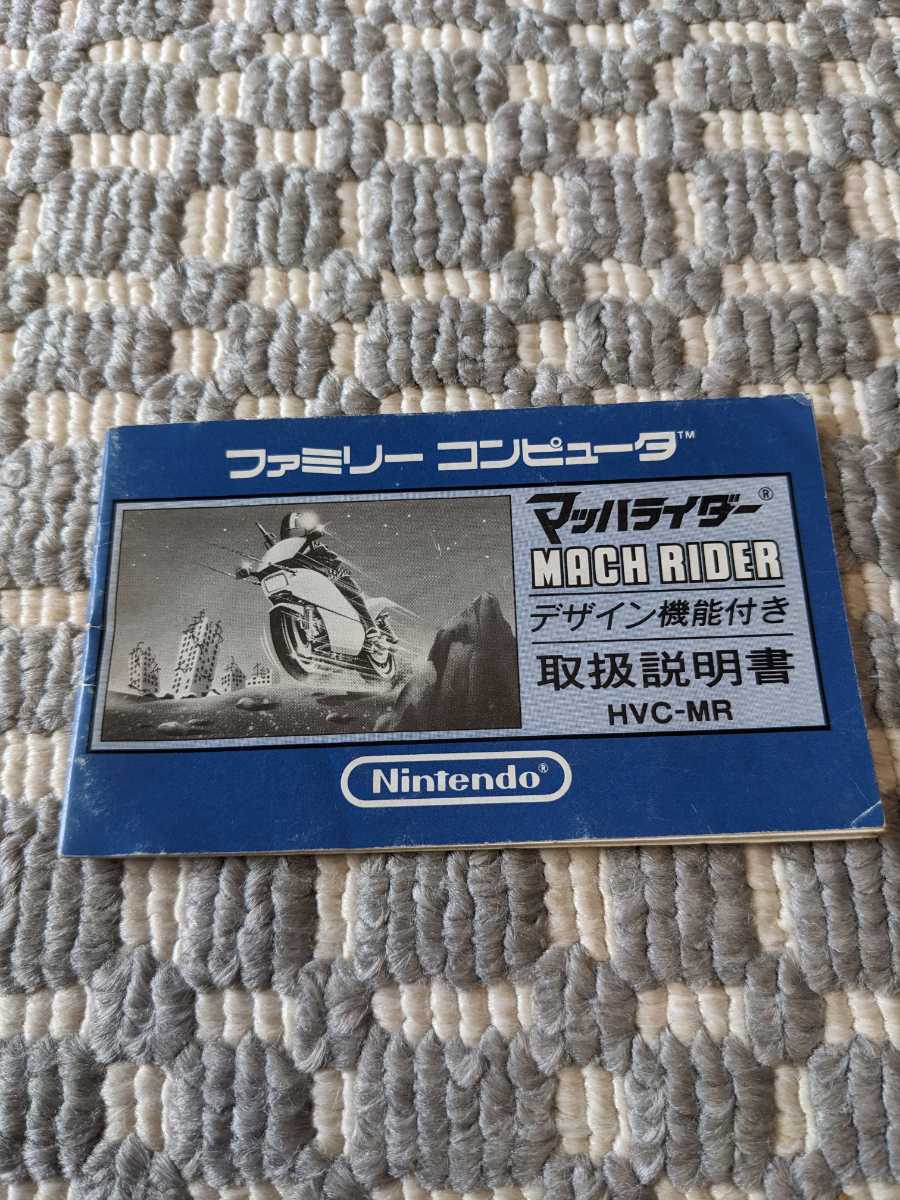 ファミリー コンピュータ™
マッハライダー®
MACH RIDER
デザイン機能付き
取扱説明書
HVC-MR
Nintendo®